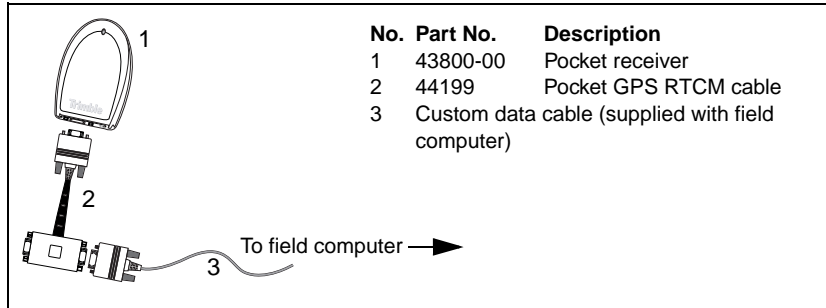 1
No. Part No. Description
1 43800-00 Pocket receiver
2 44199 Pocket GPS RTCM cable
3 Custom data cable (supplied with field
computer)
Trimble
2
To field computer
3